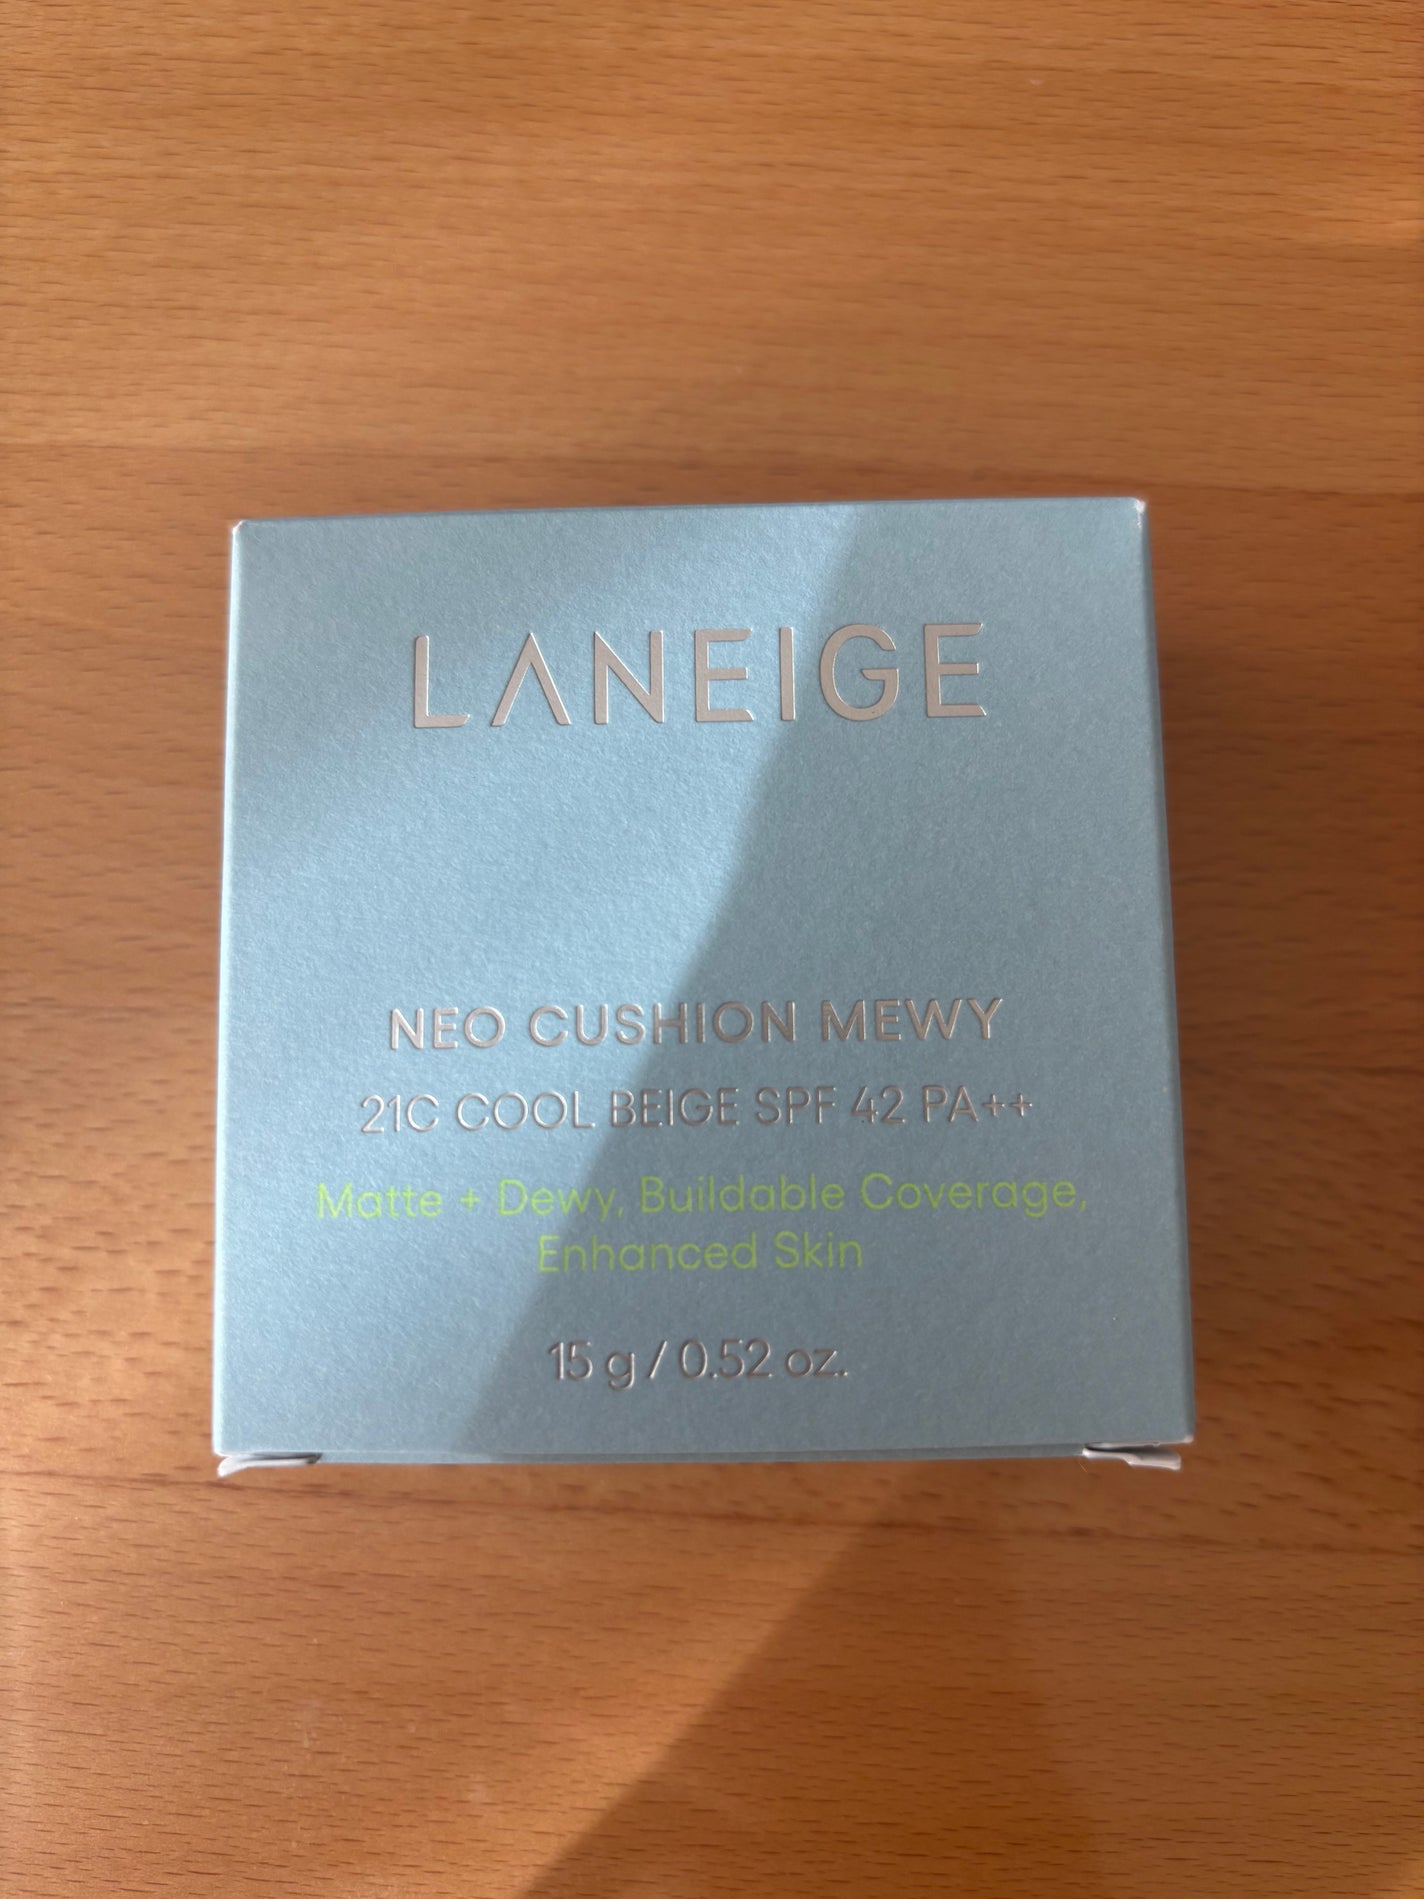 LANEIGE
NEO CUSHION MEWY
21C COOL BEIGE SPF 42 PA++
Matte + Dewy, Buildable Coverage,
Enhanced Skin
15 g / 0.52 oz.